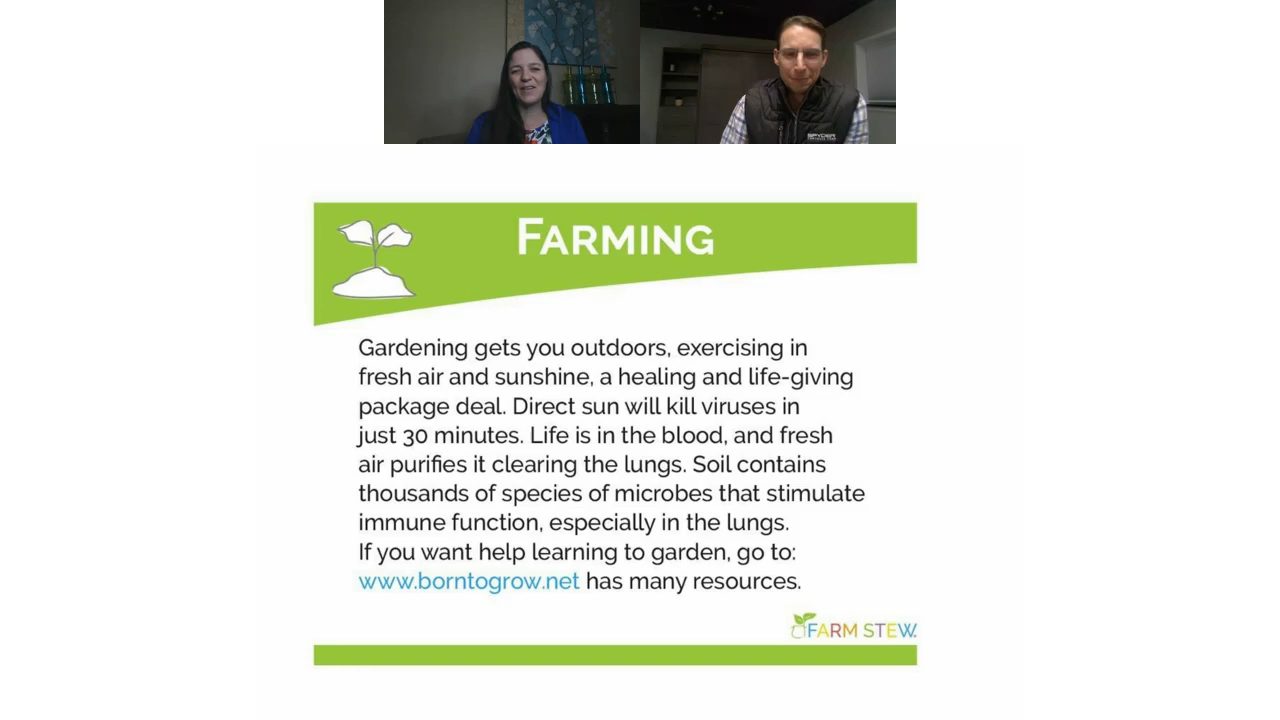 SPYDER
FARMING
Gardening gets you outdoors, exercising in
fresh air and sunshine, a healing and life-giving
package deal. Direct sun will kill viruses in
just 30 minutes. Life is in the blood, and fresh
air purifies it clearing the lungs. Soil contains
thousands of species of microbes that stimulate
immune function, especially in the lungs.
If you want help learning to garden, go to:
www.borntogrow.net has many resources.
FARM STEW